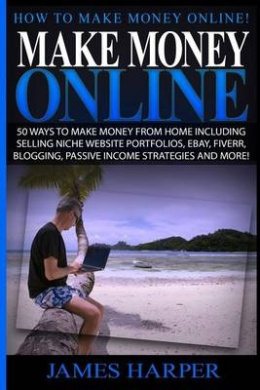 HOW TO MAKE MONEY ONLINE!
MAKE MONEY
ONLINE
50 WAYS TO MAKE MONEY FROM HOME INCLUDING
SELLING NICHE WEBSITE PORTFOLIOS, EBAY, FIVERR,
BLOGGING, PASSIVE INCOME STRATEGIES AND MORE!
JAMES HARPER